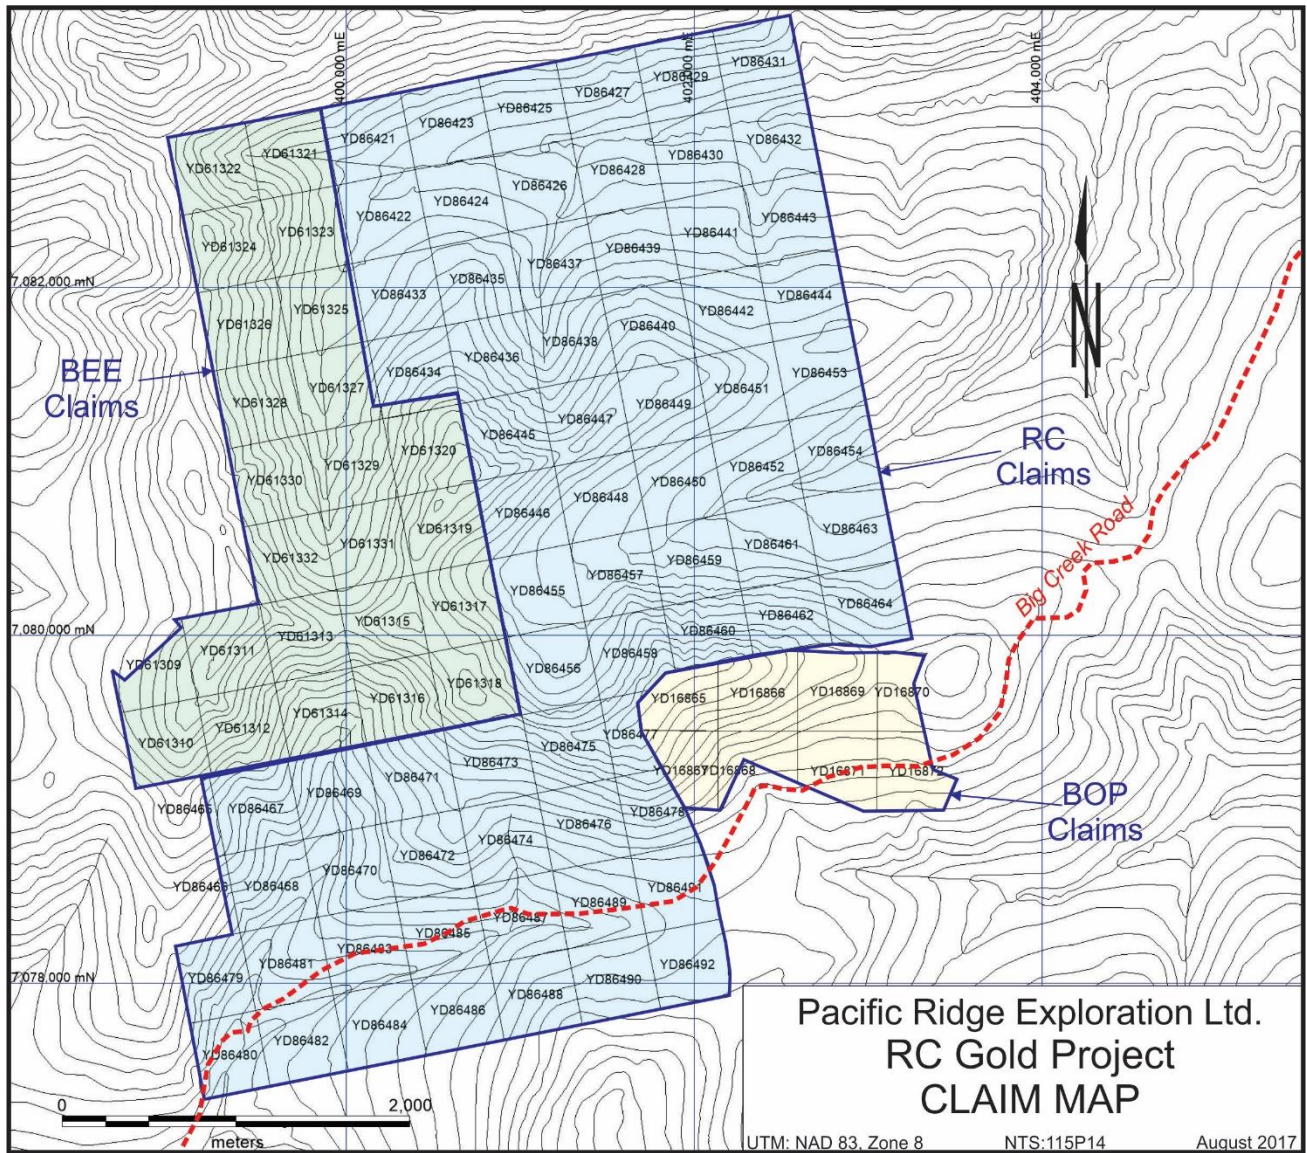 400,000 mE
402,000 mE
404,000 mE
YD86431
YD86429
YD86427
YD86425
YD86423
YD86421
YD86432
YD86430
YD86428
YD86426
YD86424
YD86422
YD61321
YD61322
YD61323
YD61324
YD86443
YD86441
YD86439
YD86437
YD86435
YD86433
7,082,000 mN
YD86444
YD86442
YD86440
YD86438
YD86436
YD86434
YD61325
YD61326
YD61327
YD61328
BEE
Claims
YD86453
YD86451
YD86449
YD86447
YD86445
YD61320
YD61329
YD61330
RC
Claims
YD86454
YD86452
YD86450
YD86448
YD86446
YD61319
YD61331
YD61332
Big Creek Road
YD86463
YD86461
YD86459
YD86457
YD86455
YD61317
YD61315
YD61313
YD61311
YD61309
7,080,000 mN
YD86464
YD86462
YD86460
YD86458
YD86456
YD61318
YD61316
YD61314
YD61312
YD61310
YD16865
YD16866
YD16869
YD16870
YD16867
YD16868
YD16871
YD16872
BOP
Claims
YD86477
YD86475
YD86473
YD86471
YD86469
YD86467
YD86465
YD86478
YD86476
YD86474
YD86472
YD86470
YD86468
YD86466
YD86491
YD86489
YD86487
YD86485
YD86483
YD86481
YD86479
7,078,000 mN
YD86492
YD86490
YD86488
YD86486
YD86484
YD86482
YD86480
0 2,000
meters
Pacific Ridge Exploration Ltd.
RC Gold Project
CLAIM MAP
UTM: NAD 83, Zone 8 NTS:115P14 August 2017
N